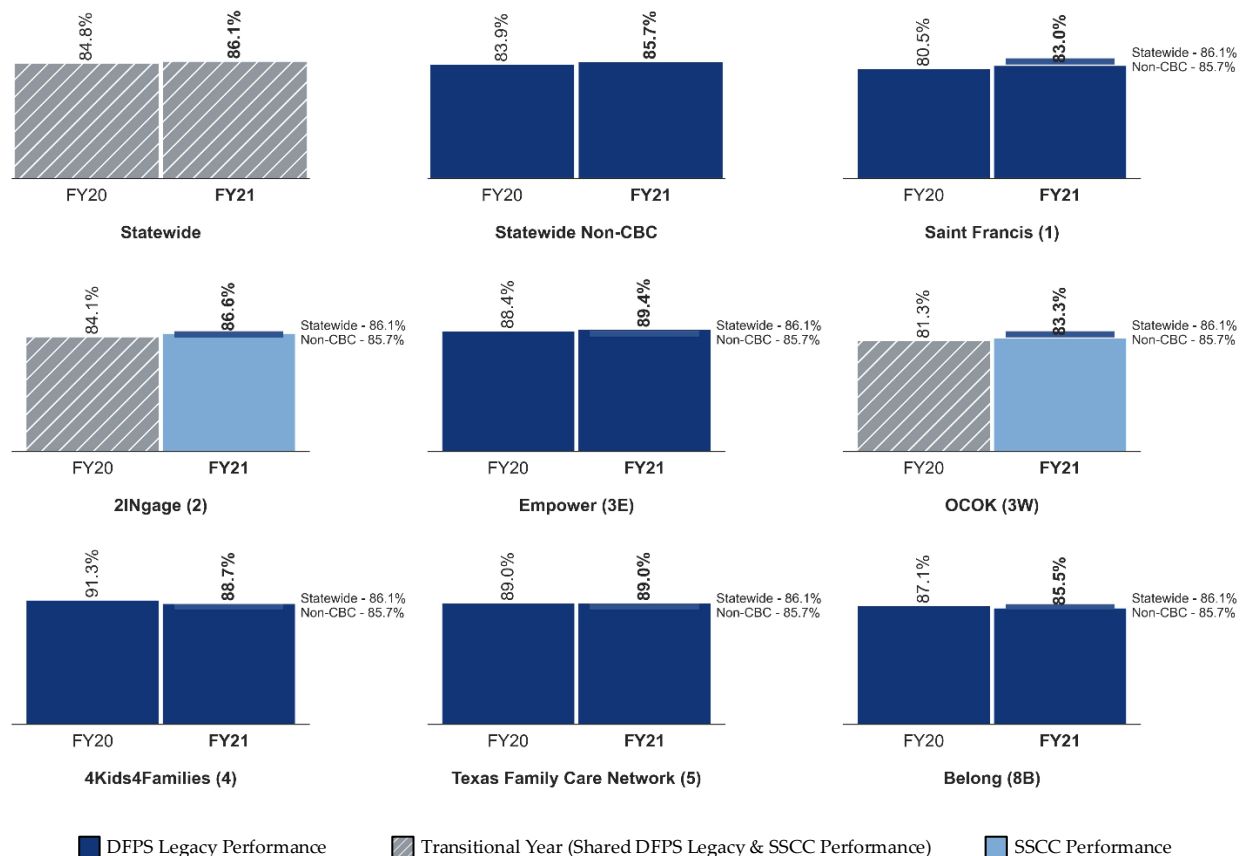 84.8%
86.1%
FY20
FY21
Statewide
83.9%
85.7%
FY20
FY21
Statewide Non-CBC
80.5%
83.0%
Statewide - 86.1%
Non-CBC - 85.7%
FY20
FY21
Saint Francis (1)
84.1%
86.6%
Statewide - 86.1%
Non-CBC - 85.7%
FY20
FY21
2INgage (2)
88.4%
89.4%
Statewide - 86.1%
Non-CBC - 85.7%
FY20
FY21
Empower (3E)
81.3%
83.3%
Statewide - 86.1%
Non-CBC - 85.7%
FY20
FY21
OCOK (3W)
91.3%
88.7%
Statewide - 86.1%
Non-CBC - 85.7%
FY20
FY21
4Kids4Families (4)
89.0%
89.0%
Statewide - 86.1%
Non-CBC - 85.7%
FY20
FY21
Texas Family Care Network (5)
87.1%
85.5%
Statewide - 86.1%
Non-CBC - 85.7%
FY20
FY21
Belong (8B)
DFPS Legacy Performance
Transitional Year (Shared DFPS Legacy & SSCC Performance)
SSCC Performance